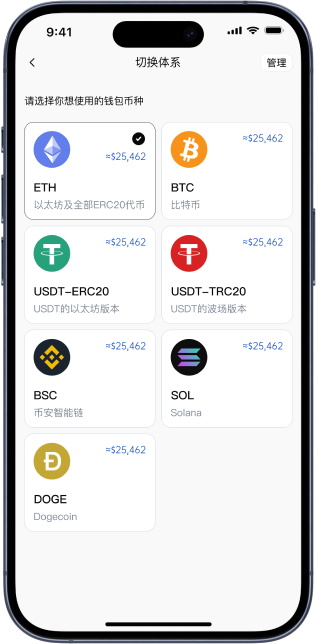 9:41
切换体系
管理
请选择你想使用的钱包币种
≈$25,462
ETH
以太坊及全部ERC20代币
≈$25,462
BTC
比特币
≈$25,462
USDT-ERC20
USDT的以太坊版本
≈$25,462
USDT-TRC20
USDT的波场版本
≈$25,462
BSC
币安智能链
≈$25,462
SOL
Solana
≈$25,462
DOGE
Dogecoin